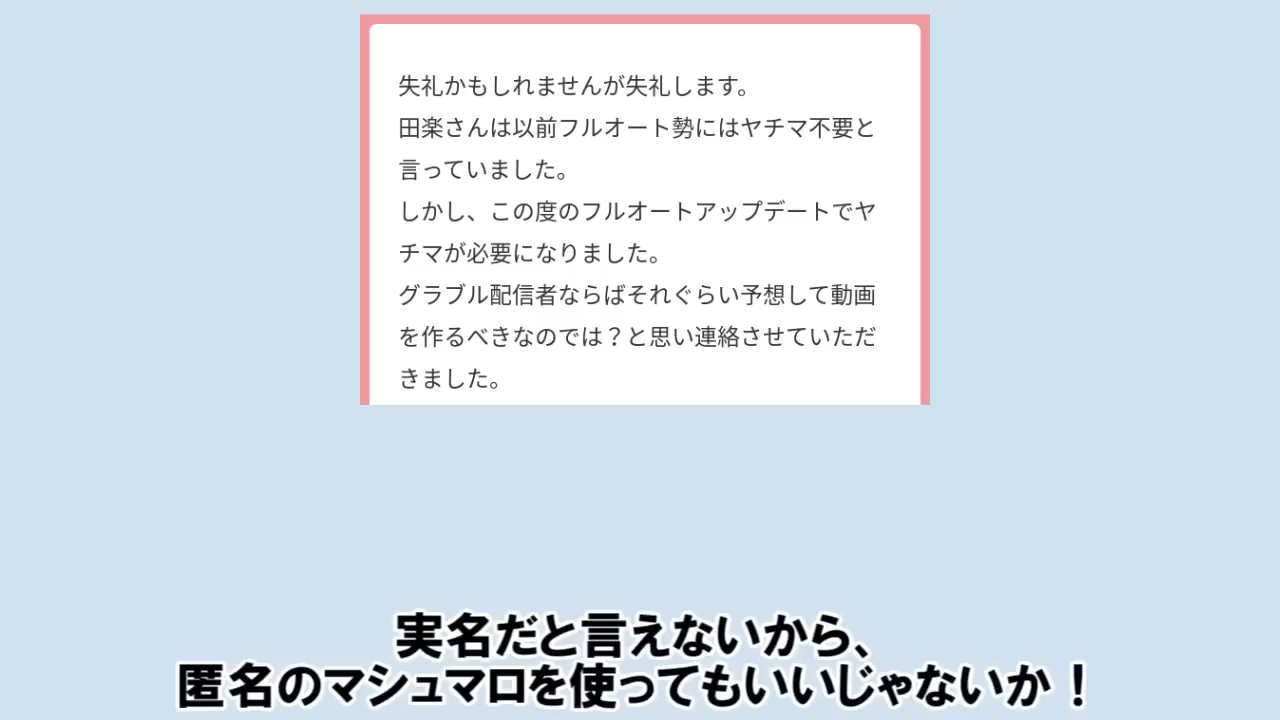 失礼かもしれませんが失礼します。
田楽さんは以前フルオート勢にはヤチマ不要と
言っていました。
しかし、この度のフルオートアップデートでヤ
チマが必要になりました。
グラブル配信者ならばそれぐらい予想して動画
を作るべきなのでは？と思い連絡させていただ
きました。
実名だと言えないから、
匿名のマシュマロを使ってもいいじゃないか！